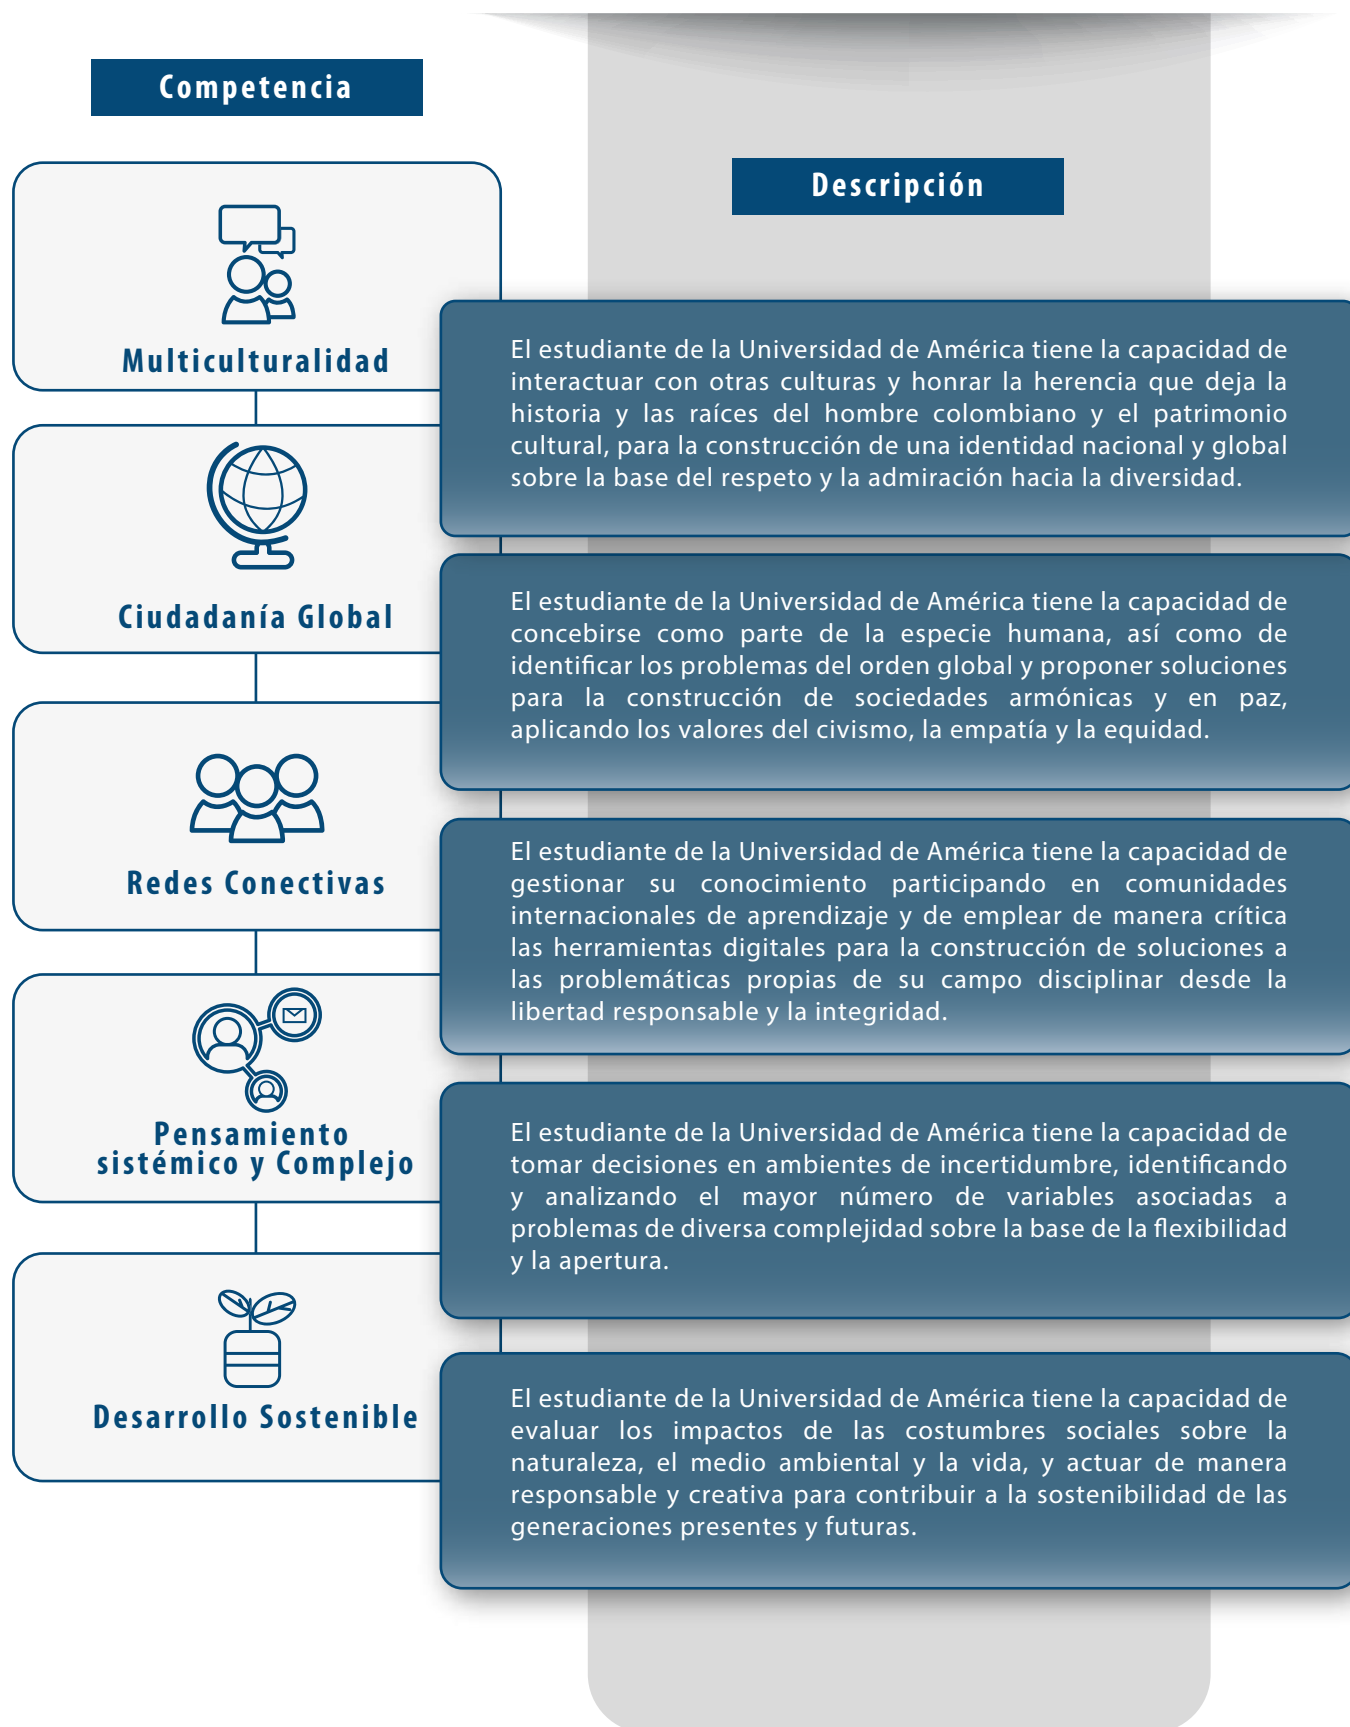 Competencia
Descripción
Multiculturalidad
El estudiante de la Universidad de América tiene la capacidad de
interactuar con otras culturas y honrar la herencia que deja la
historia y las raíces del hombre colombiano y el patrimonio
cultural, para la construcción de una identidad nacional y global
sobre la base del respeto y la admiración hacia la diversidad.
Ciudadanía Global
El estudiante de la Universidad de América tiene la capacidad de
concebirse como parte de la especie humana, así como de
identificar los problemas del orden global y proponer soluciones
para la construcción de sociedades armónicas y en paz,
aplicando los valores del civismo, la empatía y la equidad.
Redes Conectivas
El estudiante de la Universidad de América tiene la capacidad de
gestionar su conocimiento participando en comunidades
internacionales de aprendizaje y de emplear de manera crítica
las herramientas digitales para la construcción de soluciones a
las problemáticas propias de su campo disciplinar desde la
libertad responsable y la integridad.
Pensamiento
sistémico y Complejo
El estudiante de la Universidad de América tiene la capacidad de
tomar decisiones en ambientes de incertidumbre, identificando
y analizando el mayor número de variables asociadas a
problemas de diversa complejidad sobre la base de la flexibilidad
y la apertura.
Desarrollo Sostenible
El estudiante de la Universidad de América tiene la capacidad de
evaluar los impactos de las costumbres sociales sobre la
naturaleza, el medio ambiental y la vida, y actuar de manera
responsable y creativa para contribuir a la sostenibilidad de las
generaciones presentes y futuras.